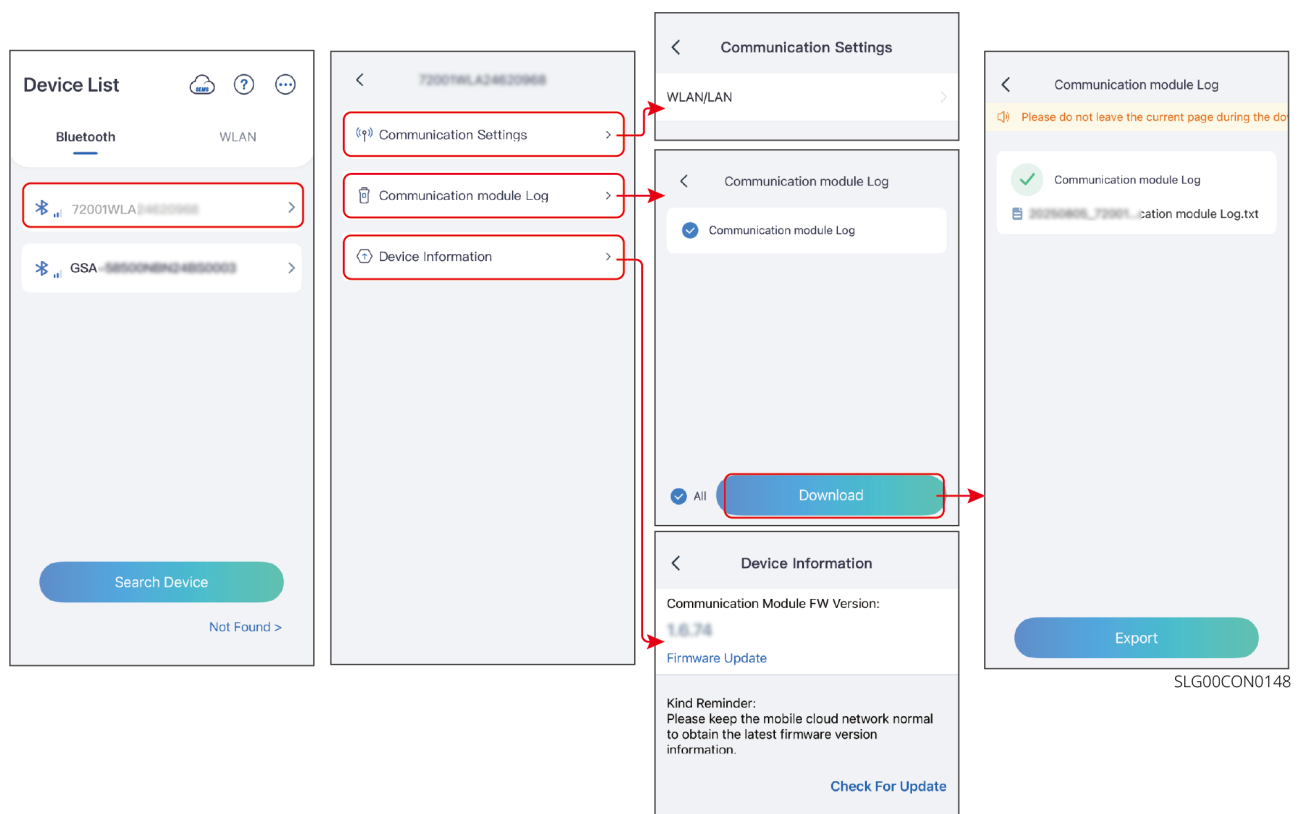 Device List
DEMO
Bluetooth
WLAN
72001WLA
GSA
Search Device
Not Found >
Communication Settings
Communication module Log
Device Information
Communication Settings
WLAN/LAN
Communication module Log
Communication module Log
All
Download
Device Information
Communication Module FW Version:
Firmware Update
Kind Reminder:
Please keep the mobile cloud network normal
to obtain the latest firmware version
information.
Check For Update
Communication module Log
Please do not leave the current page during the do
Communication module Log
cation module Log.txt
Export
SLG00CON0148